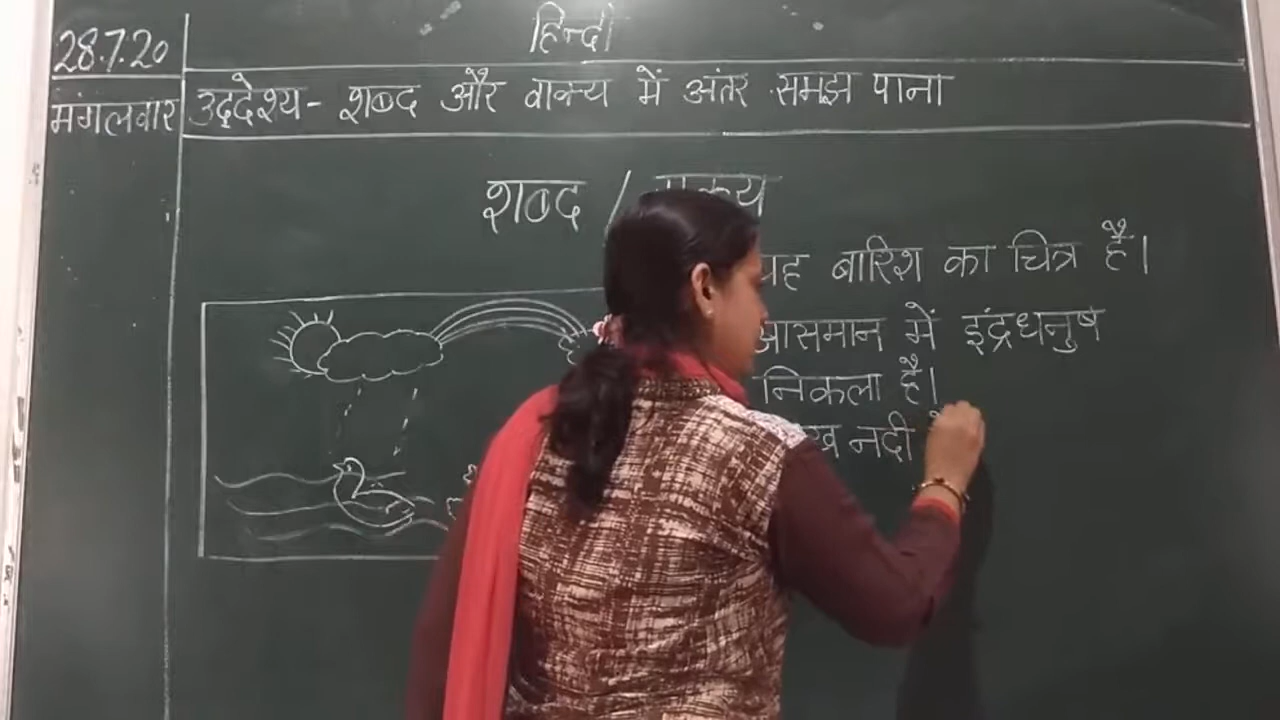 हिन्दी
28.7.20
मंगलवार
उद्देश्य- शब्द और वाक्य में अंतर समझ पाना
शब्द /
यह बारिश का चित्र है।
आसमान में इंद्रधनुष
निकला है।
नदी